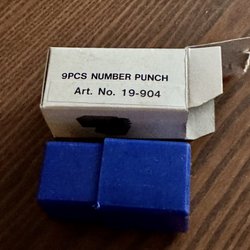 9PCS NUMBER PUNCH
Art. No. 19-904